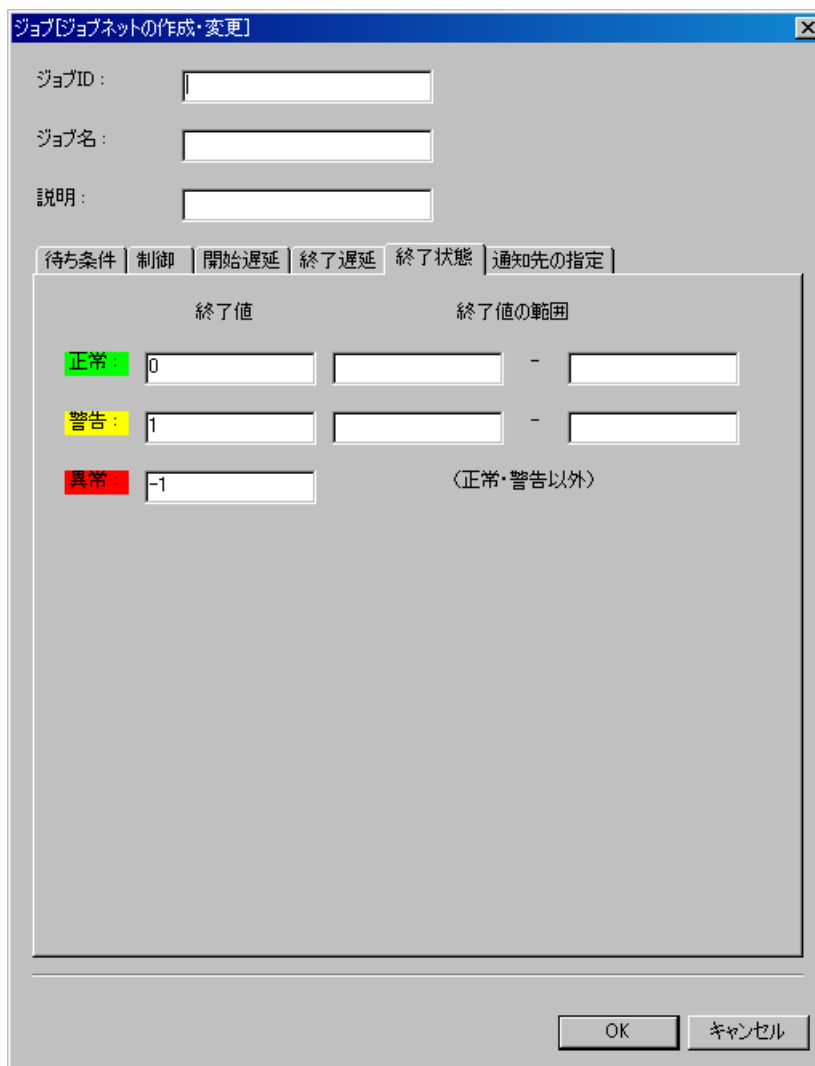 ジョブ[ジョブネットの作成・変更]
ジョブID：
ジョブ名：
説明：
待ち条件 制御 開始遅延 終了遅延 終了状態 通知先の指定
終了値 終了値の範囲
正常： 0 -
警告： 1 -
異常： -1 （正常・警告以外）
OK キャンセル